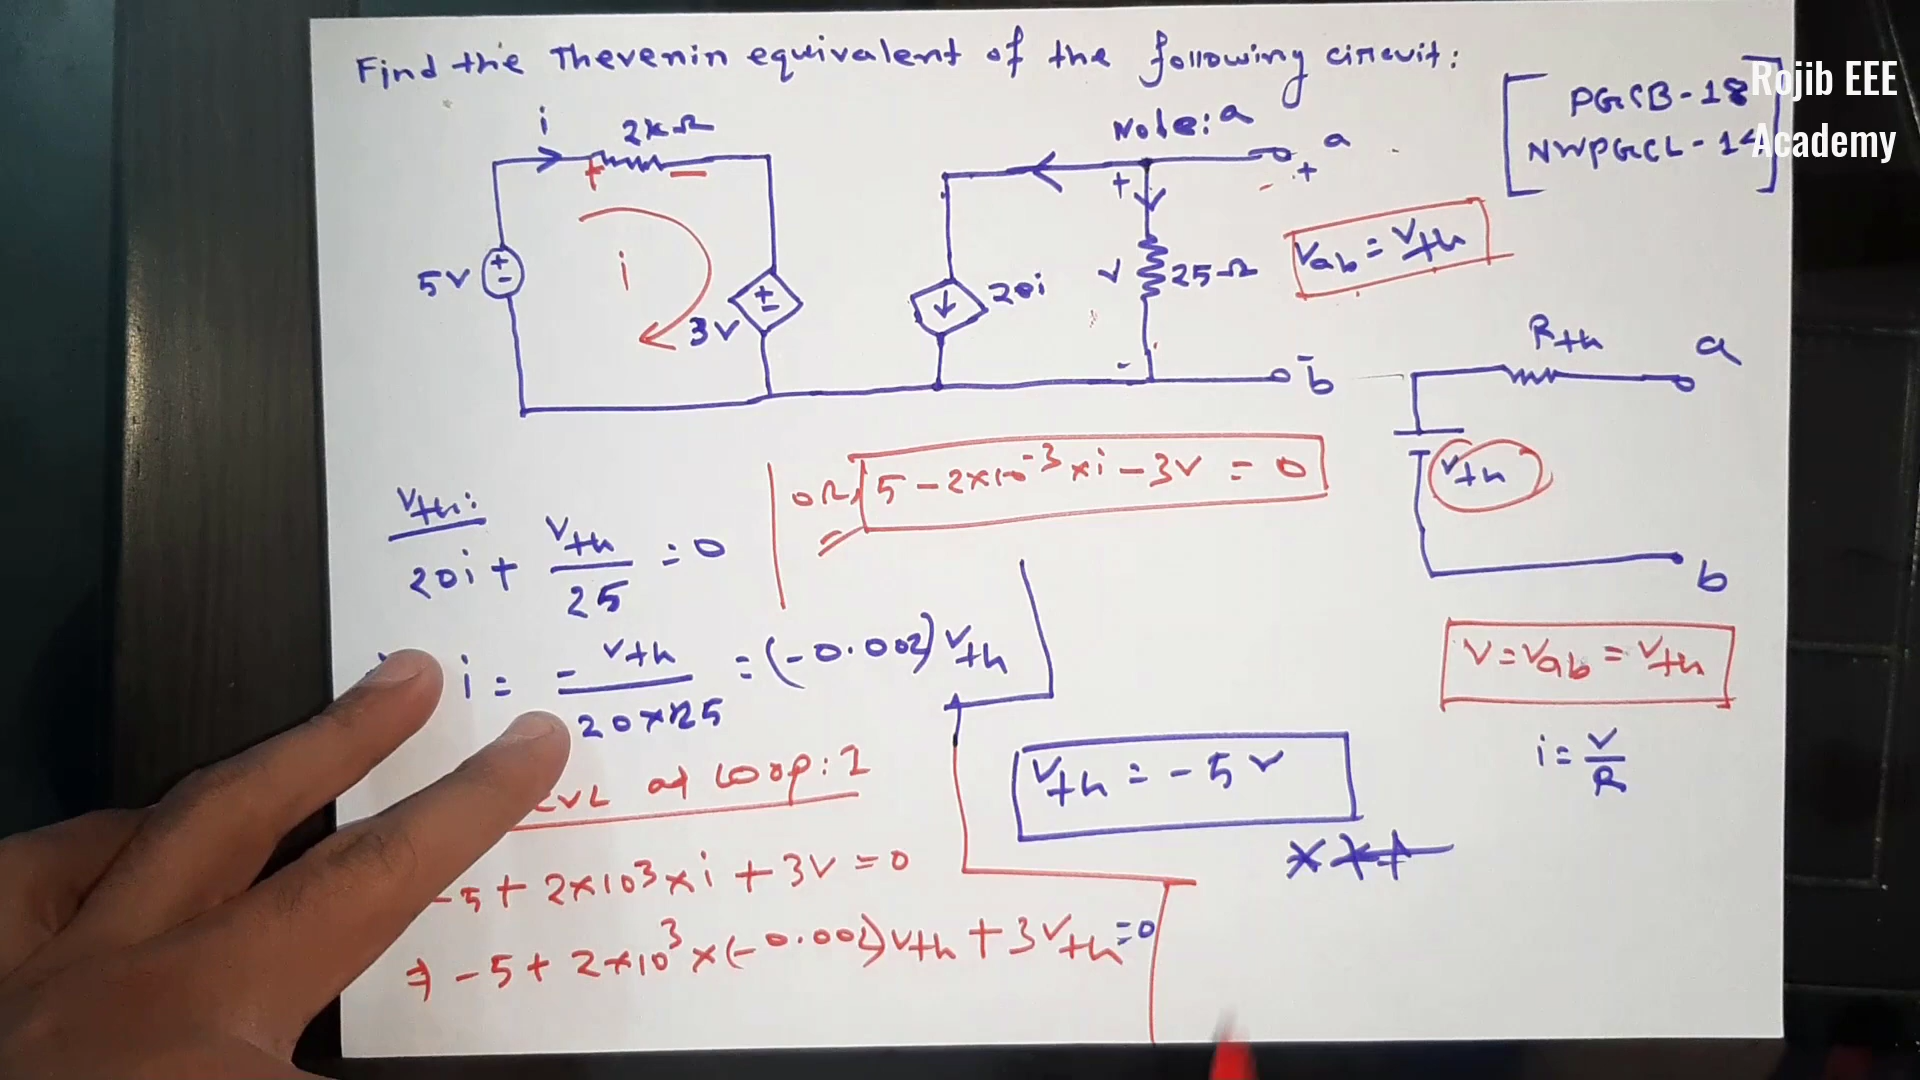 Find the Thevenin equivalent of the following circuit:
[PGCB-18
NWPGCL-14]
Rojib EEE
Academy
i
2kΩ
Node: a
a
+ -
i
5V
+ -
3V
+ -
20i
+
V
25Ω
-
- +
b
Vab = Vth
Rth
a
Vth
b
Vth:
20i + Vth/25 = 0
i = -Vth/20×25 = (-0.002) Vth
OR, 5 - 2×10^-3 × i - 3V = 0
V = Vab = Vth
i = V/R
KVL at Loop: 1
Vth = -5 V
-5 + 2×10^3 × i + 3V = 0
⇒ -5 + 2×10^3 × (-0.002) Vth + 3Vth = 0